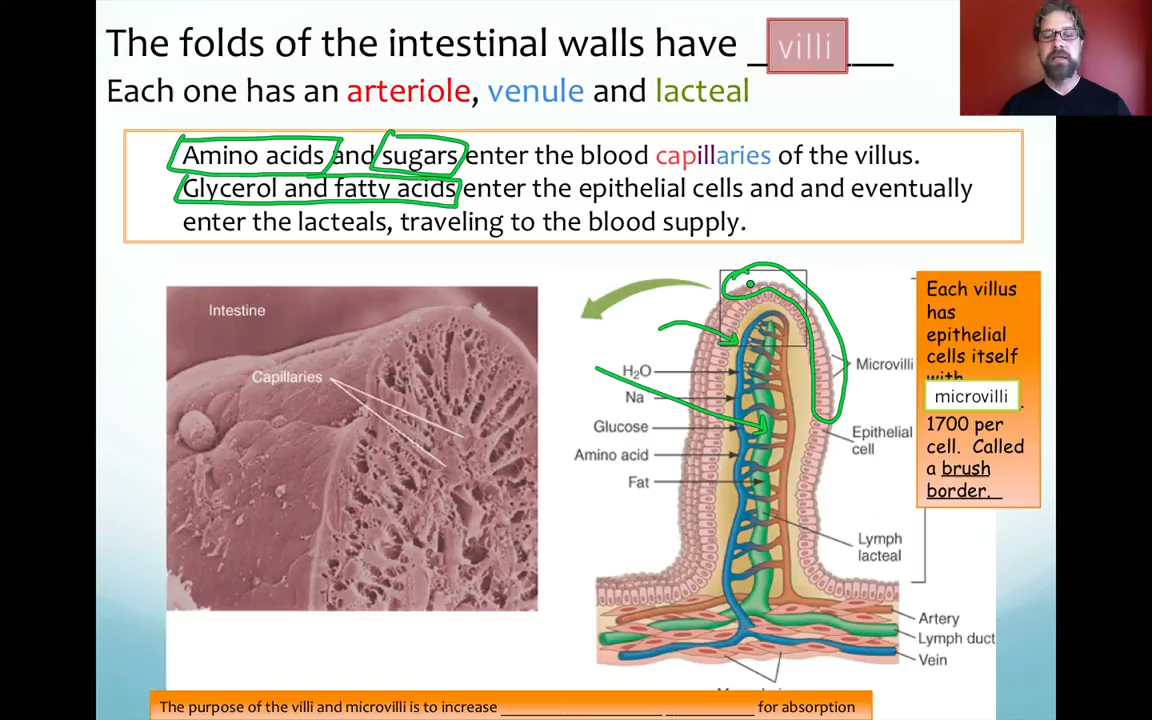 The folds of the intestinal walls have _villi__
Each one has an arteriole, venule and lacteal
Amino acids and sugars enter the blood capillaries of the villus.
Glycerol and fatty acids enter the epithelial cells and and eventually
enter the lacteals, traveling to the blood supply.
Intestine
Capillaries
H2O
Na
Glucose
Amino acid
Fat
Microvilli
Epithelial
cell
Lymph
lacteal
Artery
Lymph duct
Vein
Each villus
has
epithelial
cells itself
with
microvilli.
1700 per
cell. Called
a brush
border._
The purpose of the villi and microvilli is to increase ____________________ ___________ for absorption